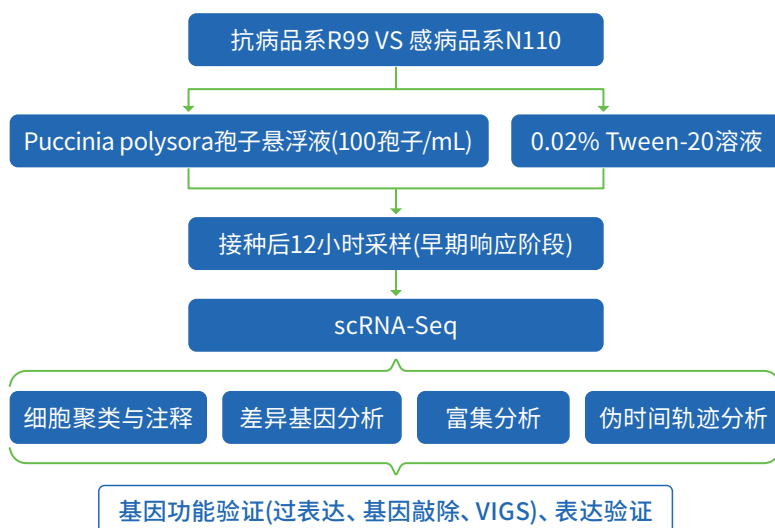 抗病品系R99 VS 感病品系N110
Puccinia polysora孢子悬浮液(100孢子/mL)
0.02% Tween-20溶液
接种后12小时采样(早期响应阶段)
scRNA-Seq
细胞聚类与注释
差异基因分析
富集分析
伪时间轨迹分析
基因功能验证(过表达、基因敲除、VIGS)、表达验证